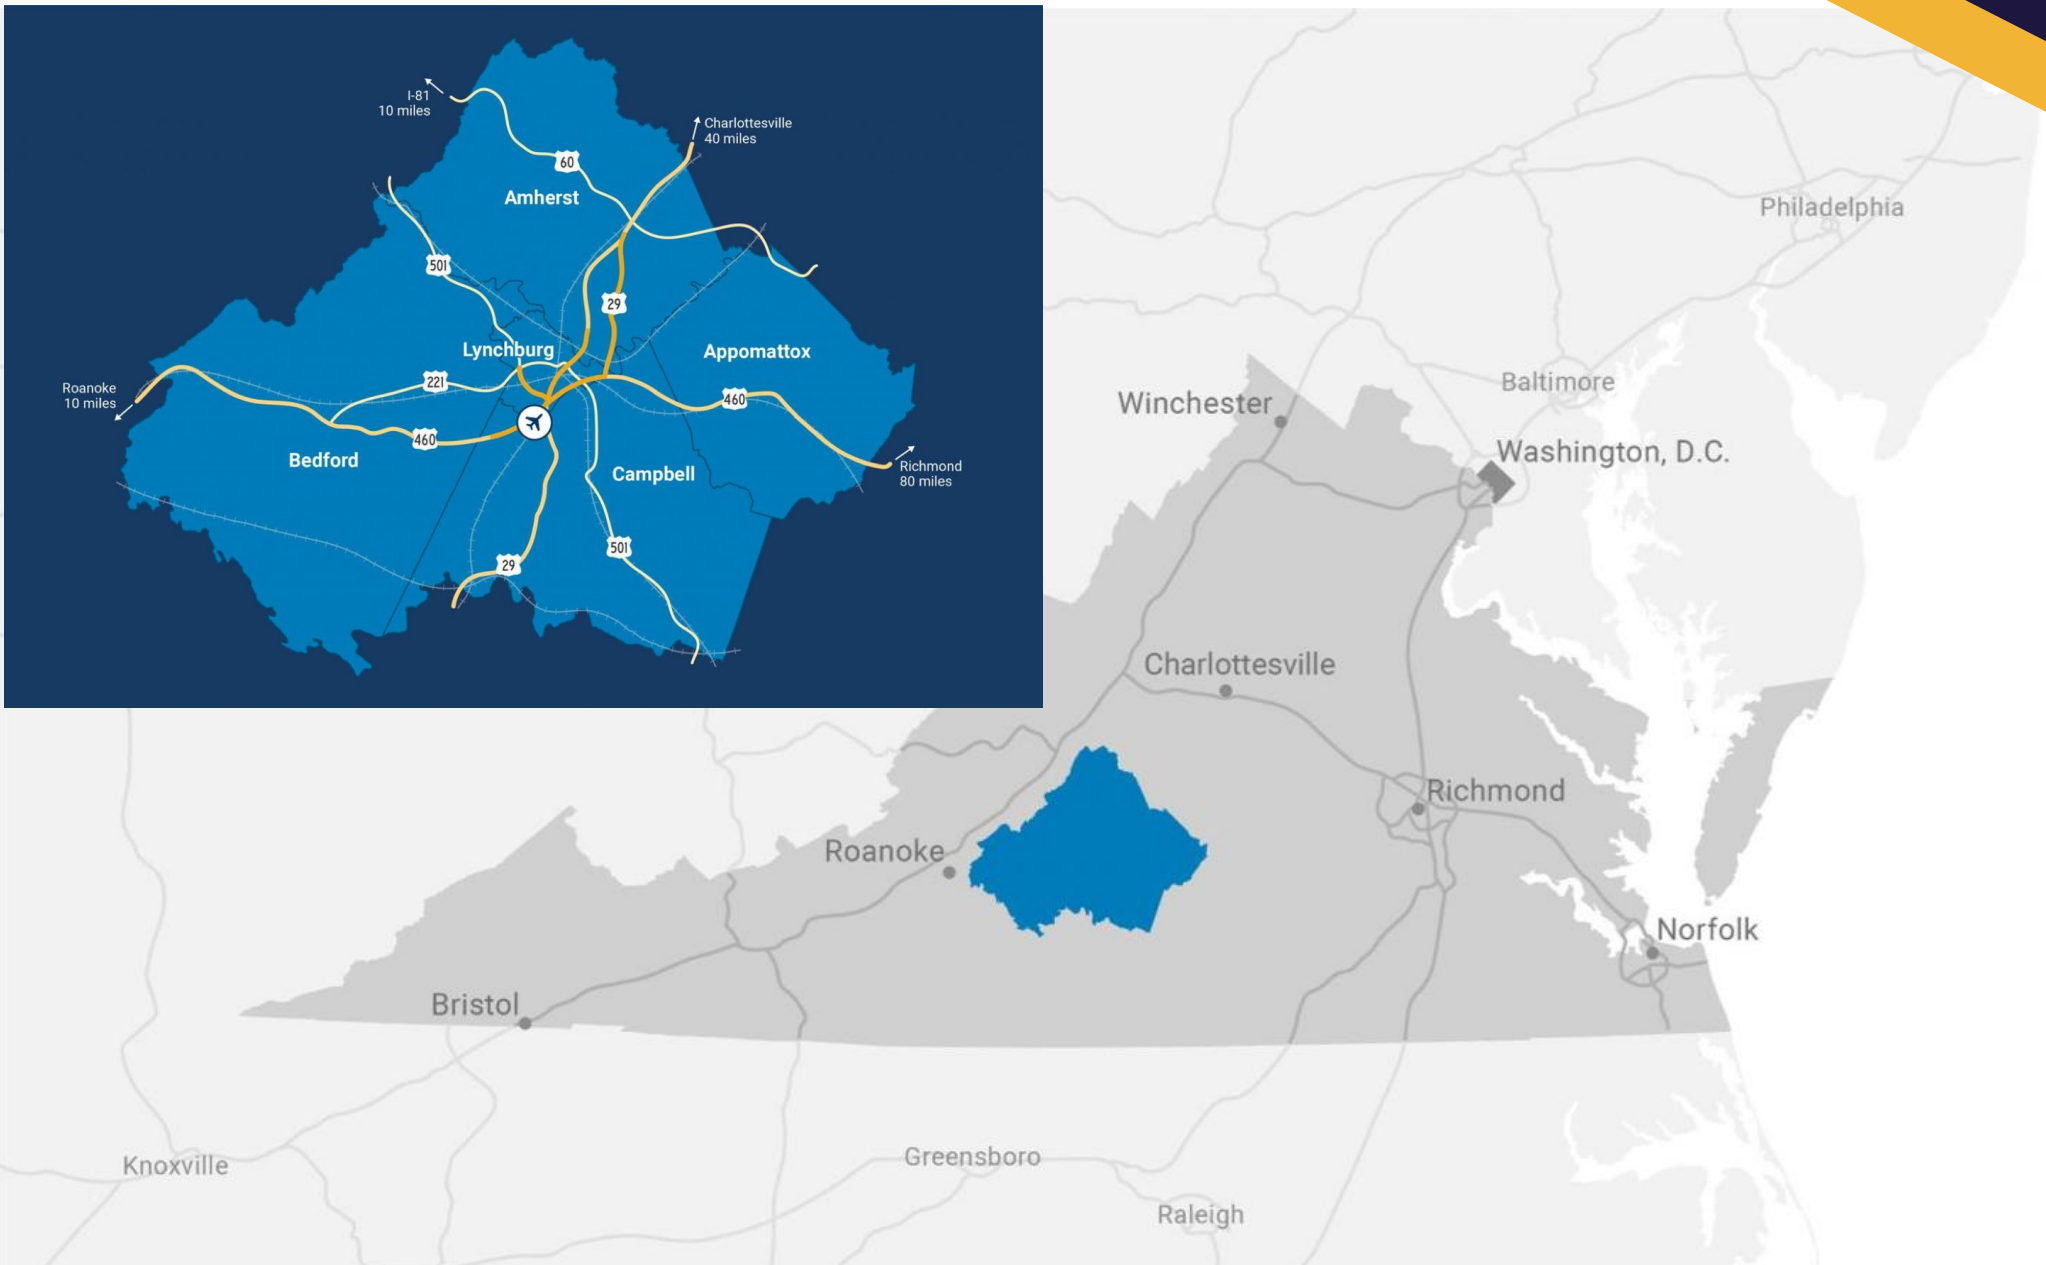 I-81
10 miles
Charlottesville
40 miles
60
Amherst
501
29
Lynchburg
Appomattox
221
Roanoke
10 miles
460
460
Bedford
Campbell
Richmond
80 miles
501
29
Philadelphia
Baltimore
Winchester
Washington, D.C.
Charlottesville
Richmond
Roanoke
Norfolk
Bristol
Knoxville
Greensboro
Raleigh